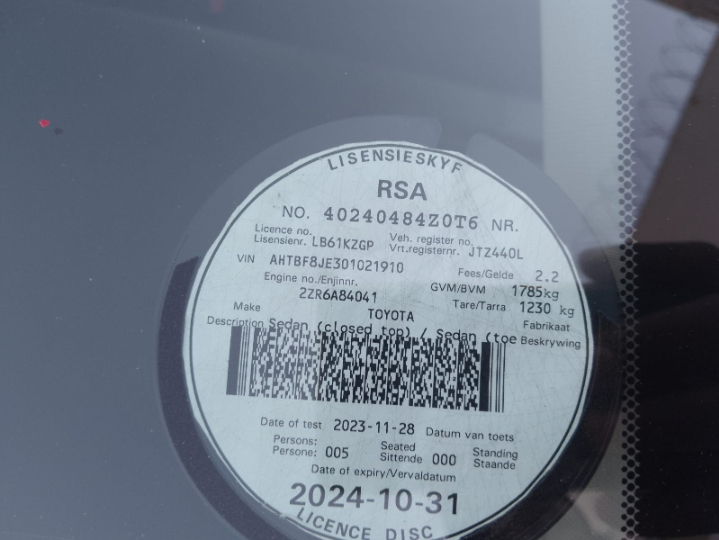 LISENSIESKYF
RSA
NO. 40240484Z0T6 NR.
Licence no. Veh. register no.
Lisensienr. LB61KZGP Vrt.registernr. JTZ440L
VIN AHTBF8JE301021910 Fees/Gelde 2.2
Engine no./Enjinnr. GVM/BVM 1785kg
2ZR6A84041 Tare/Tarra 1230 kg
Make TOYOTA Fabrikaat
Description Sedan (closed top) / Sedan (toe Beskrywing
Date of test 2023-11-28 Datum van toets
Persons: Seated Standing
Persone: 005 Sittende 000 Staande
Date of expiry/Vervaldatum
2024-10-31
LICENCE DISC